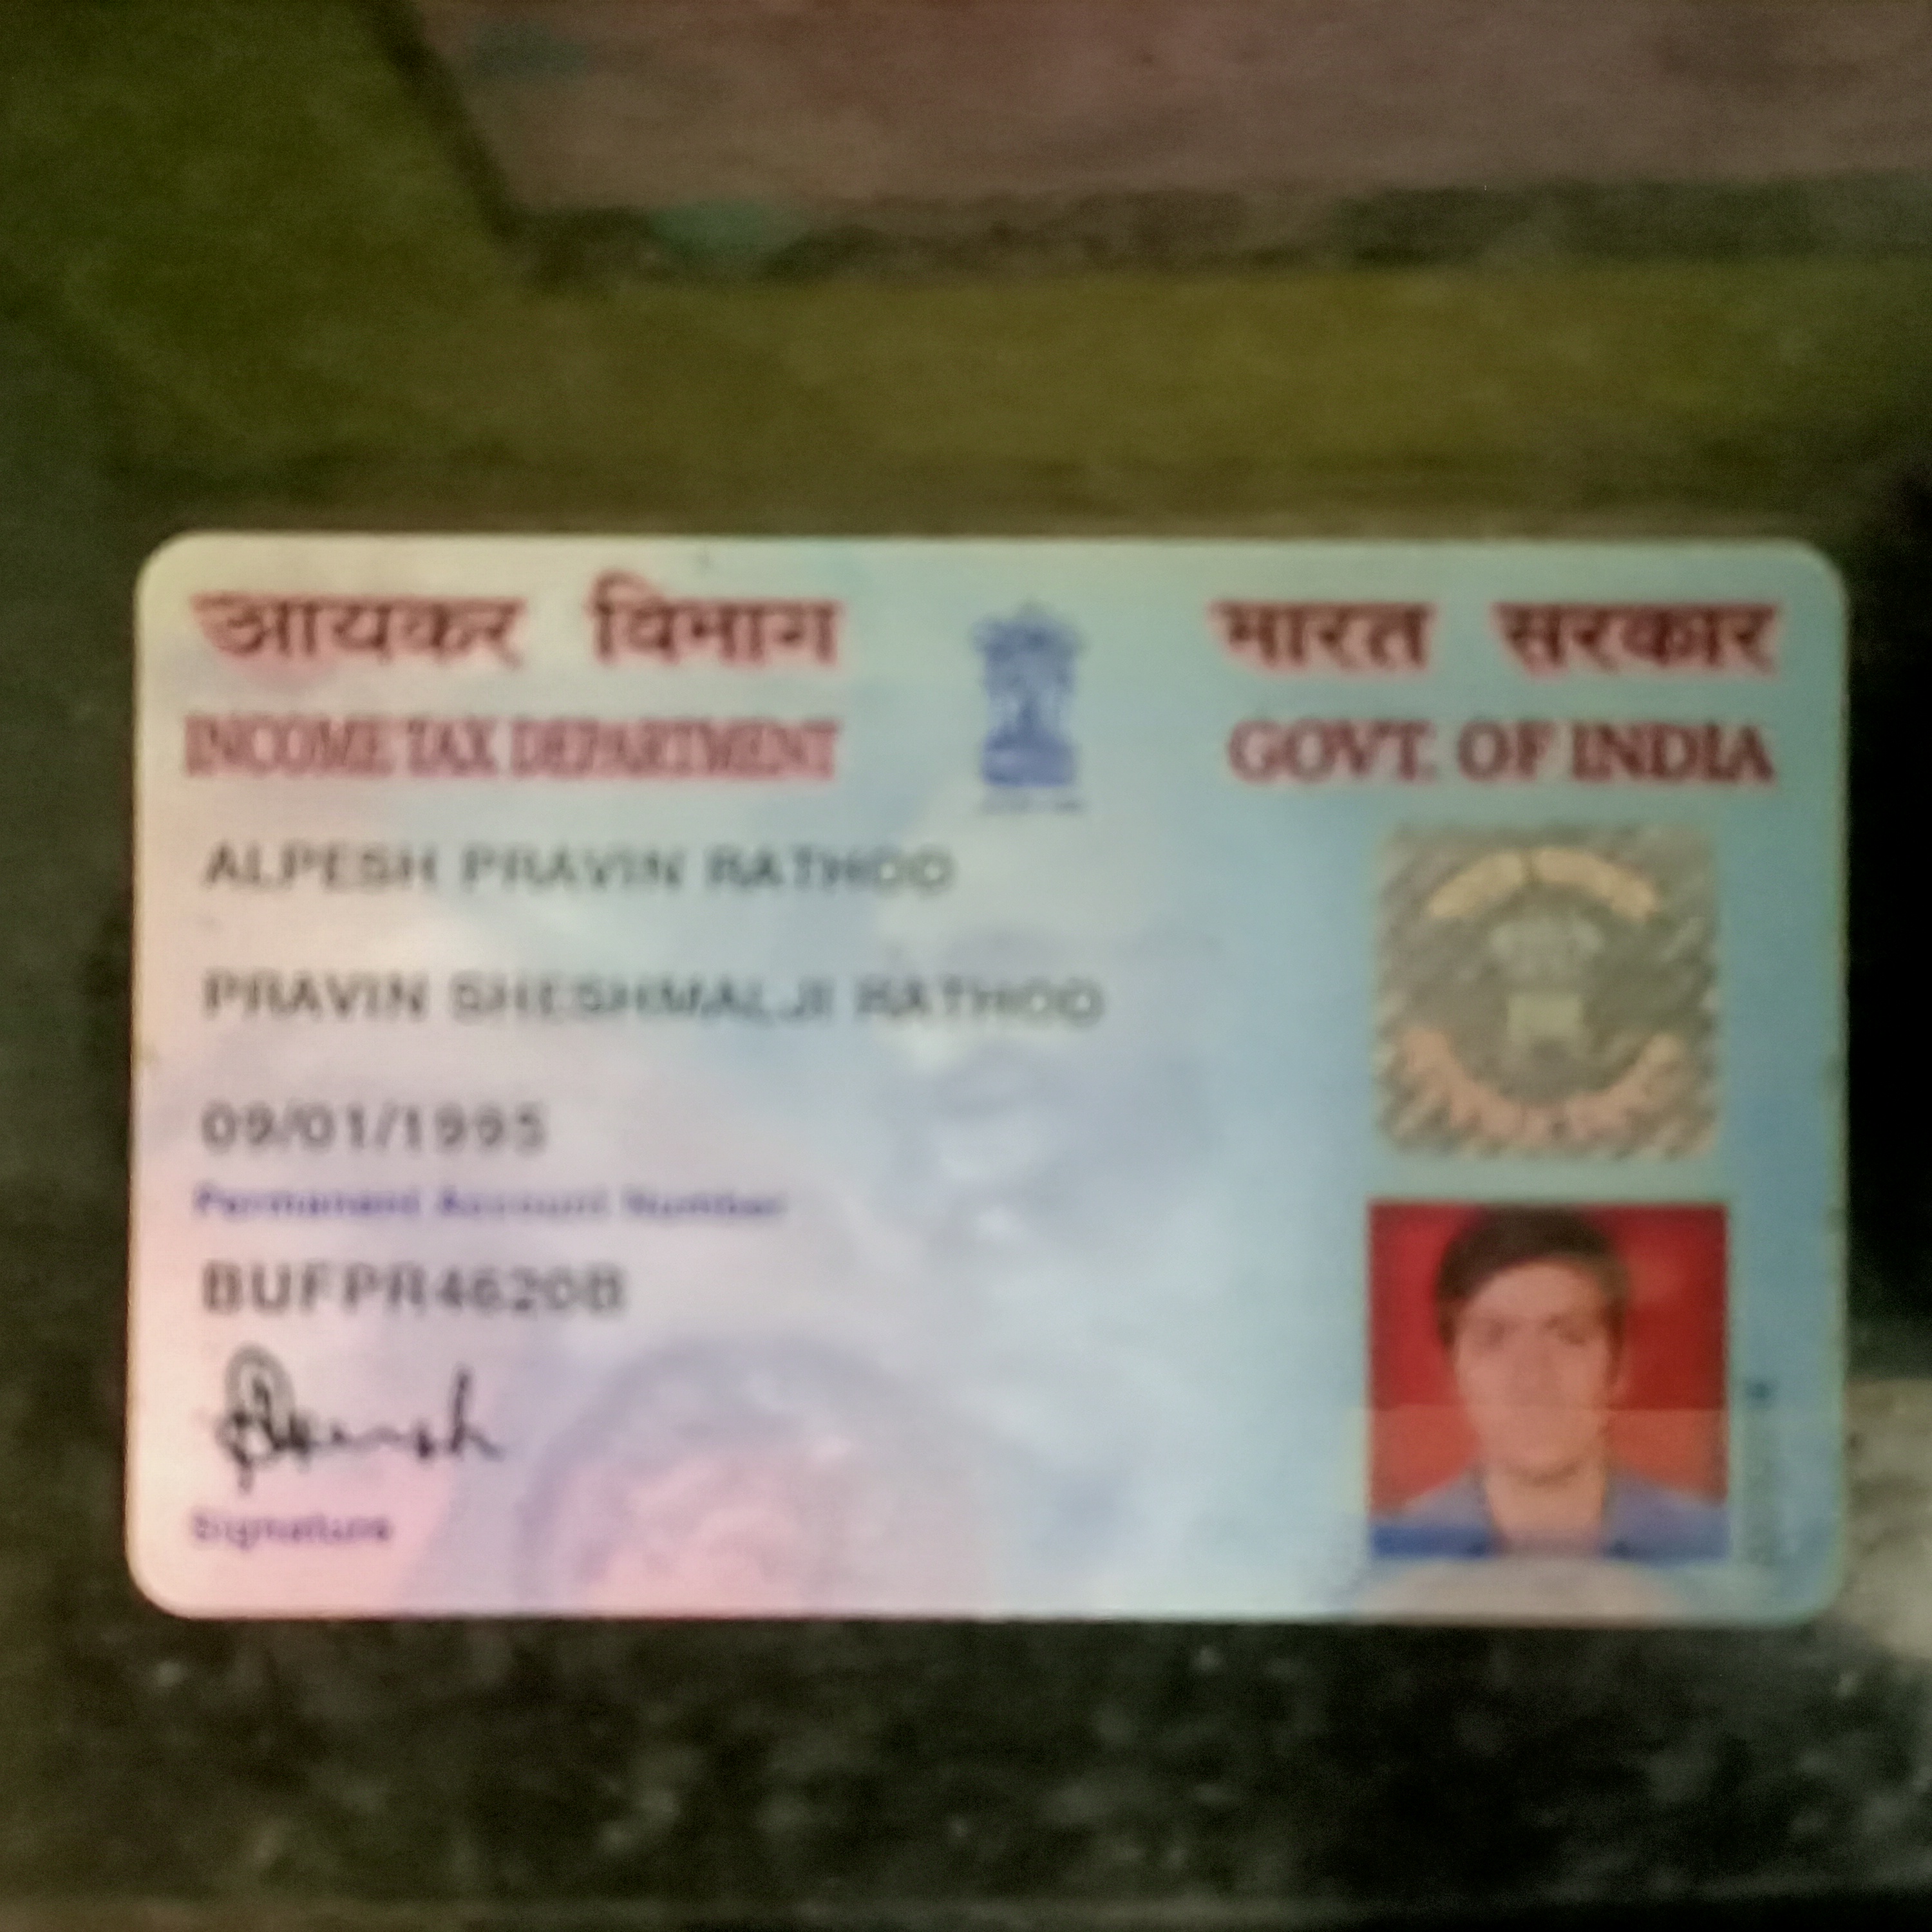 आयकर विभाग
भारत सरकार
INCOME TAX DEPARTMENT
GOVT. OF INDIA
ALPESH PRAVIN RATHOD
PRAVIN SHESHMALJI RATHOD
09/01/1995
Permanent Account Number
BUFPR4620B
Signature